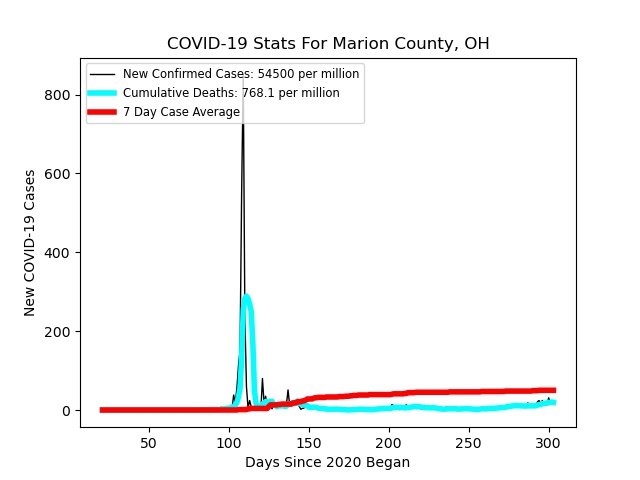 COVID-19 Stats For Marion County, OH
New Confirmed Cases: 54500 per million
Cumulative Deaths: 768.1 per million
7 Day Case Average
New COVID-19 Cases
800
600
400
200
0
50 100 150 200 250 300
Days Since 2020 Began